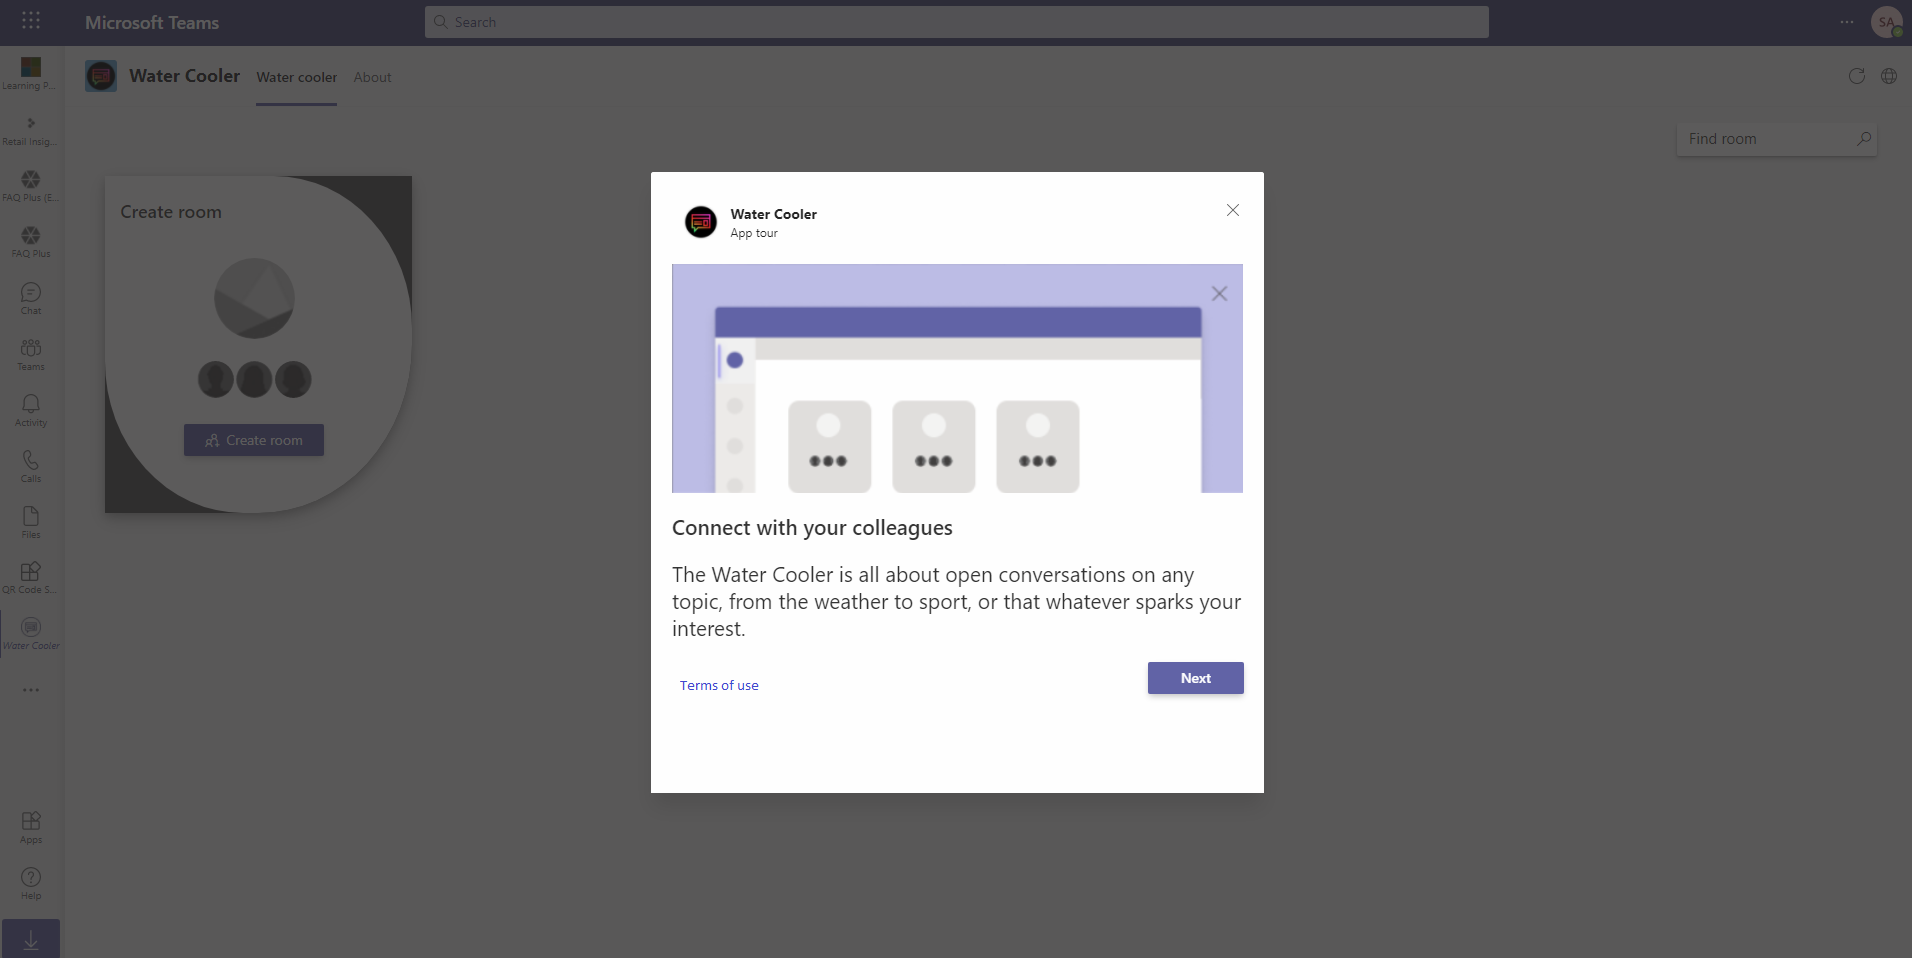 Microsoft Teams
Search
SA
Learning P...
Retail Insig...
FAQ Plus (E...
FAQ Plus
Chat
Teams
Activity
Calls
Files
QR Code S...
Water Cooler
Apps
Help
Water Cooler
Water cooler
About
Find room
Create room
Create room
Water Cooler
App tour
Connect with your colleagues
The Water Cooler is all about open conversations on any
topic, from the weather to sport, or that whatever sparks your
interest.
Terms of use
Next